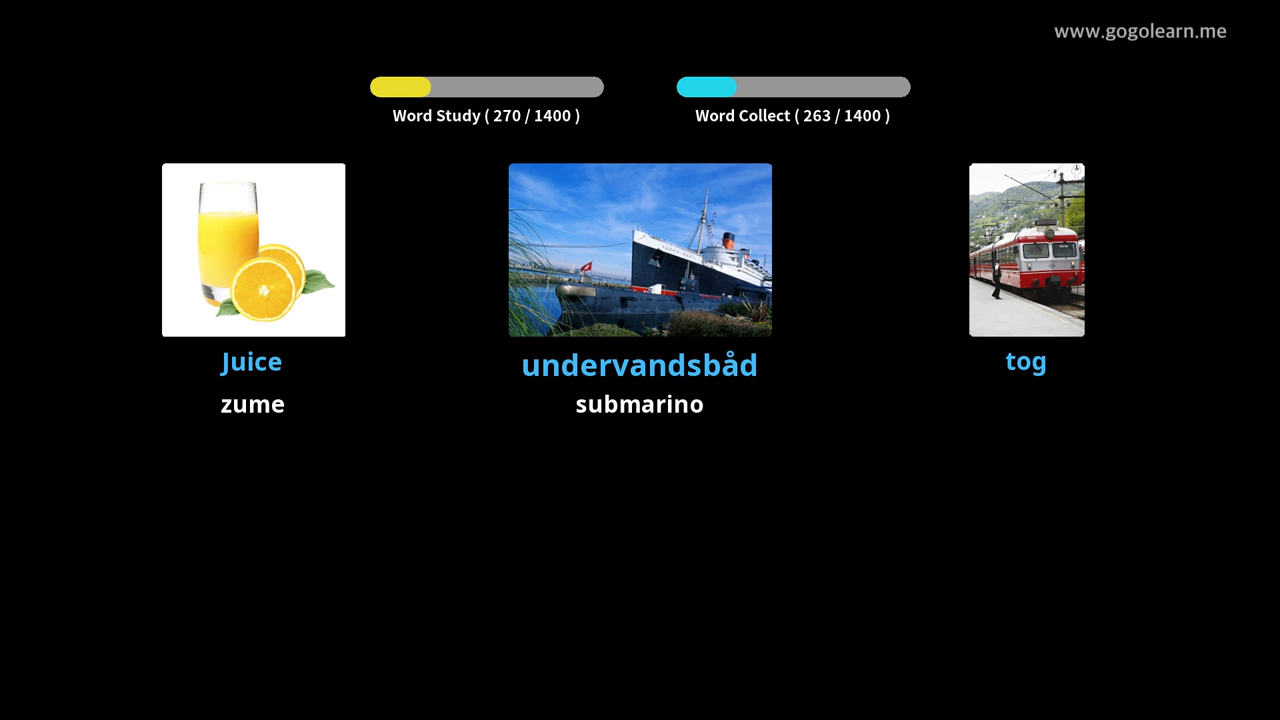 www.gogolearn.me
Word Study ( 270 / 1400 )
Word Collect ( 263 / 1400 )
Juice
undervandsbåd
tog
zume
submarino